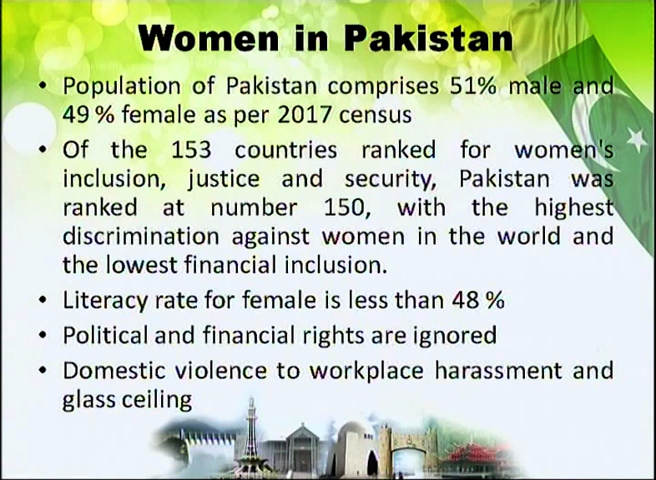 Women in Pakistan
• Population of Pakistan comprises 51% male and
49 % female as per 2017 census
• Of the 153 countries ranked for women's
inclusion, justice and security, Pakistan was
ranked at number 150, with the highest
discrimination against women in the world and
the lowest financial inclusion.
• Literacy rate for female is less than 48 %
• Political and financial rights are ignored
• Domestic violence to workplace harassment and
glass ceiling